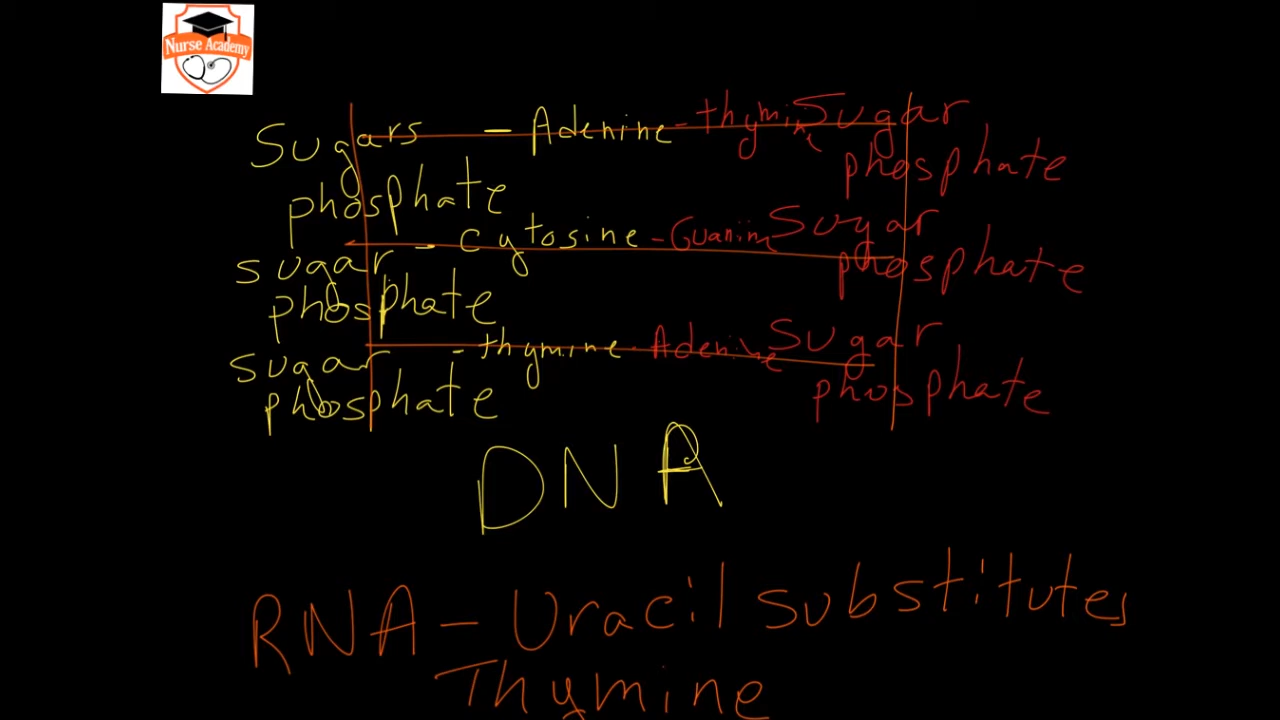 Nurse Academy
Sugars - Adenine - thymine Sugar
phosphate phosphate
- cytosine - Guanine Sugar
sugar phosphate
phosphate
sugar - thymine - Adenine Sugar
phosphate phosphate
DNA
RNA - Uracil substitutes
Thymine